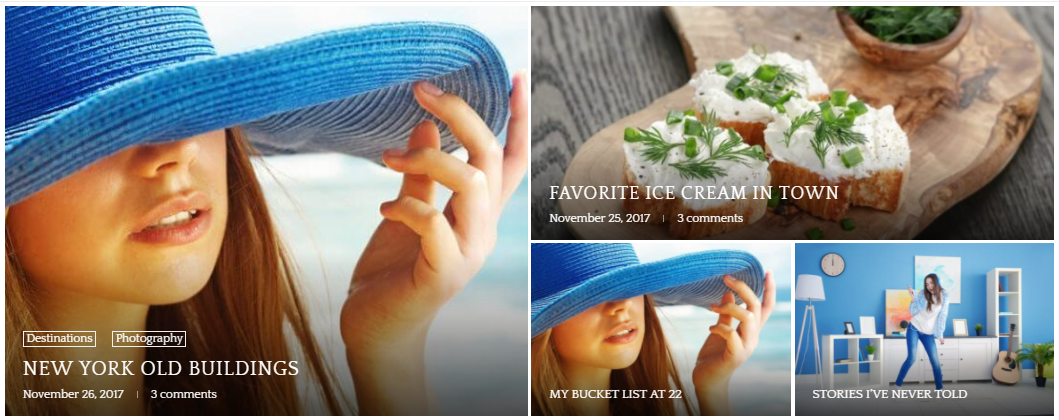 Destinations Photography
NEW YORK OLD BUILDINGS
November 26, 2017 | 3 comments
FAVORITE ICE CREAM IN TOWN
November 25, 2017 | 3 comments
MY BUCKET LIST AT 22
STORIES I'VE NEVER TOLD